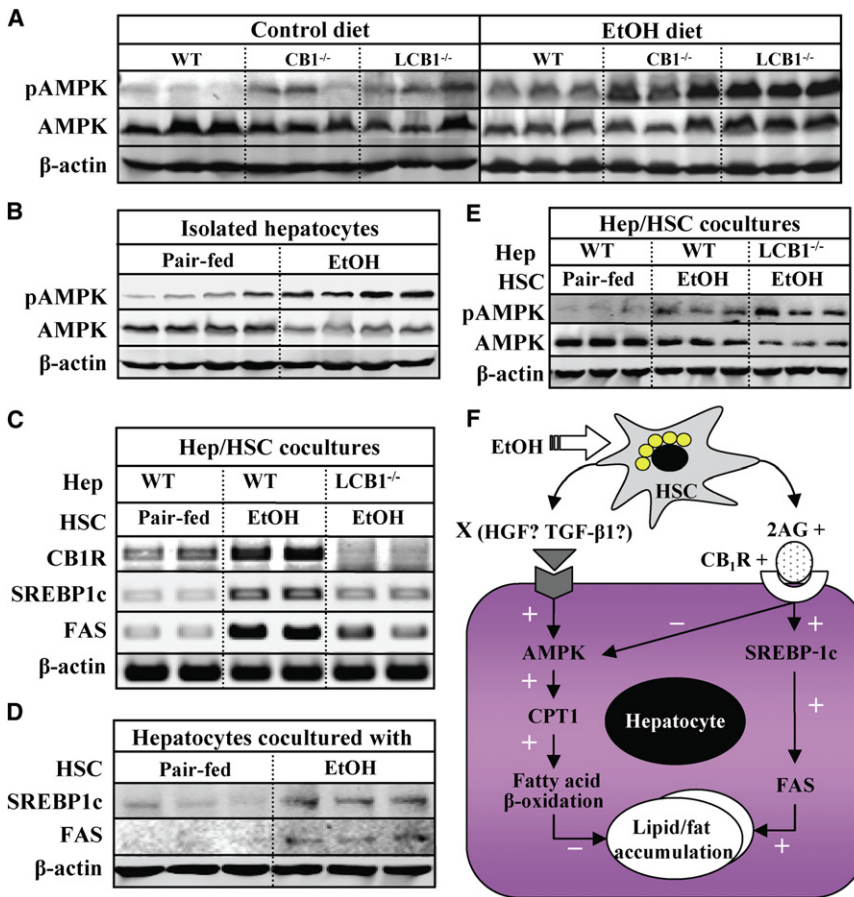 A
Control diet EtOH diet
WT CB1-/- LCB1-/- WT CB1-/- LCB1-/-
pAMPK
AMPK
β-actin
B
Isolated hepatocytes
Pair-fed EtOH
pAMPK
AMPK
β-actin
E
Hep/HSC cocultures
Hep WT WT LCB1-/-
HSC Pair-fed EtOH EtOH
pAMPK
AMPK
β-actin
C
Hep/HSC cocultures
Hep WT WT LCB1-/-
HSC Pair-fed EtOH EtOH
CB1R
SREBP1c
FAS
β-actin
D
Hepatocytes cocultured with
HSC Pair-fed EtOH
SREBP1c
FAS
β-actin
F
EtOH
HSC
X (HGF? TGF-β1?)
2AG +
CB1R +
+ − +
AMPK SREBP-1c
+ +
CPT1
Hepatocyte
+
Fatty acid
β-oxidation
FAS
Lipid/fat
accumulation
− +